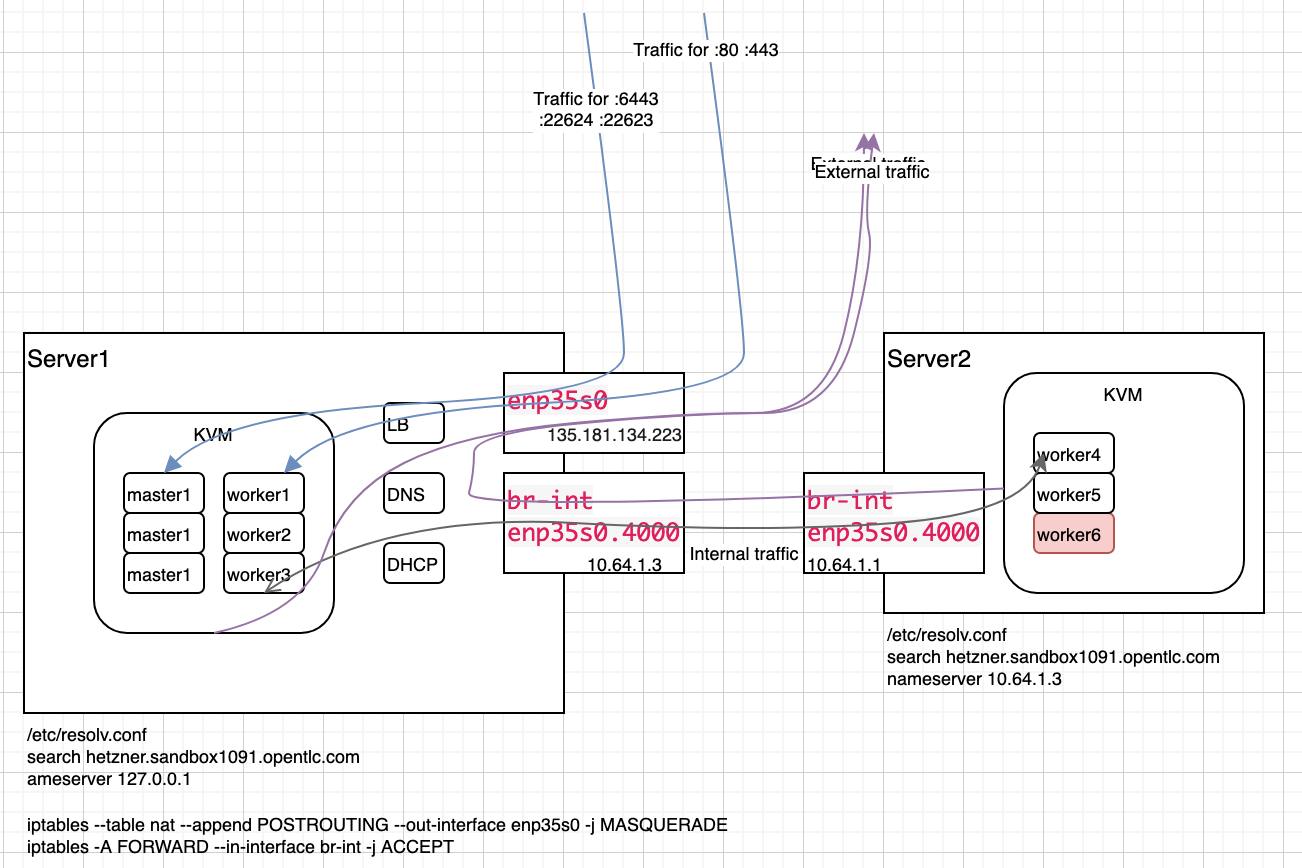 Traffic for :80 :443
Traffic for :6443
:22624 :22623
External traffic
External traffic
Server1
Server2
enp35s0
135.181.134.223
KVM
LB
KVM
master1
worker1
master1
worker2
master1
worker3
DNS
DHCP
br-int
enp35s0.4000
10.64.1.3
Internal traffic
br-int
enp35s0.4000
10.64.1.1
worker4
worker5
worker6
/etc/resolv.conf
search hetzner.sandbox1091.opentlc.com
nameserver 10.64.1.3
/etc/resolv.conf
search hetzner.sandbox1091.opentlc.com
ameserver 127.0.0.1
iptables --table nat --append POSTROUTING --out-interface enp35s0 -j MASQUERADE
iptables -A FORWARD --in-interface br-int -j ACCEPT